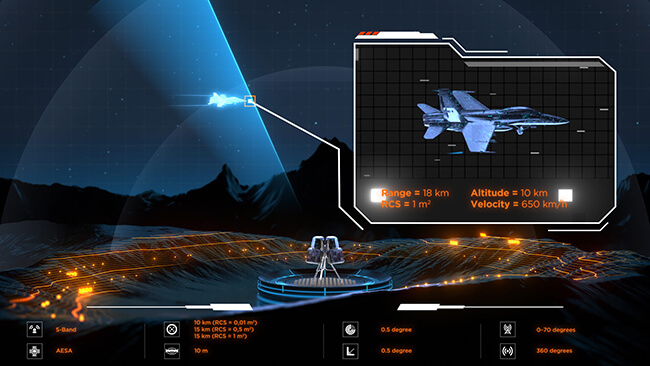 Range = 18 km
Altitude = 10 km
RCS = 1 m²
Velocity = 650 km/h
S-Band
10 km (RCS = 0,01 m²)
15 km (RCS = 0,5 m²)
15 km (RCS = 1 m²)
0.5 degree
0-70 degrees
AESA
10 m
0.5 degree
360 degrees